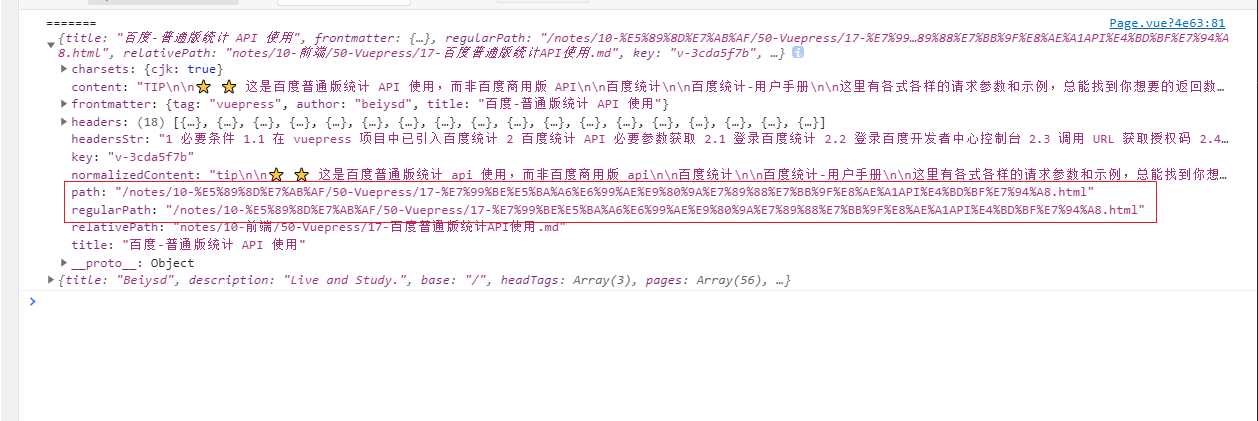 ======= Page.vue?4e63:81
{title: "百度-普通版统计 API 使用", frontmatter: {…}, regularPath: "/notes/10-%E5%89%8D%E7%AB%AF/50-Vuepress/17-%E7%99…89%88%E7%BB%9F%E8%AE%A1API%E4%BD%BF%E7%94%A
8.html", relativePath: "notes/10-前端/50-Vuepress/17-百度普通版统计API使用.md", key: "v-3cda5f7b", …} i
charsets: {cjk: true}
content: "TIP\n\n⭐ ⭐ 这是百度普通版统计 API 使用，而非百度商用版 API\n\n百度统计\n\n百度统计-用户手册\n\n这里有各式各样的请求参数和示例，总能找到你想要的返回数…
frontmatter: {tag: "vuepress", author: "beiysd", title: "百度-普通版统计 API 使用"}
headers: (18) [{…}, {…}, {…}, {…}, {…}, {…}, {…}, {…}, {…}, {…}, {…}, {…}, {…}, {…}, {…}, {…}, {…}, {…}]
headersStr: "1 必要条件 1.1 在 vuepress 项目中已引入百度统计 2 百度统计 API 必要参数获取 2.1 登录百度统计 2.2 登录百度开发者中心控制台 2.3 调用 URL 获取授权码 2.4…
key: "v-3cda5f7b"
normalizedContent: "tip\n\n⭐ ⭐ 这是百度普通版统计 api 使用，而非百度商用版 api\n\n百度统计\n\n百度统计-用户手册\n\n这里有各式各样的请求参数和示例，总能找到你想…
path: "/notes/10-%E5%89%8D%E7%AB%AF/50-Vuepress/17-%E7%99%BE%E5%BA%A6%E6%99%AE%E9%80%9A%E7%89%88%E7%BB%9F%E8%AE%A1API%E4%BD%BF%E7%94%A8.html"
regularPath: "/notes/10-%E5%89%8D%E7%AB%AF/50-Vuepress/17-%E7%99%BE%E5%BA%A6%E6%99%AE%E9%80%9A%E7%89%88%E7%BB%9F%E8%AE%A1API%E4%BD%BF%E7%94%A8.html"
relativePath: "notes/10-前端/50-Vuepress/17-百度普通版统计API使用.md"
title: "百度-普通版统计 API 使用"
__proto__: Object
{title: "Beiysd", description: "Live and Study.", base: "/", headTags: Array(3), pages: Array(56), …}